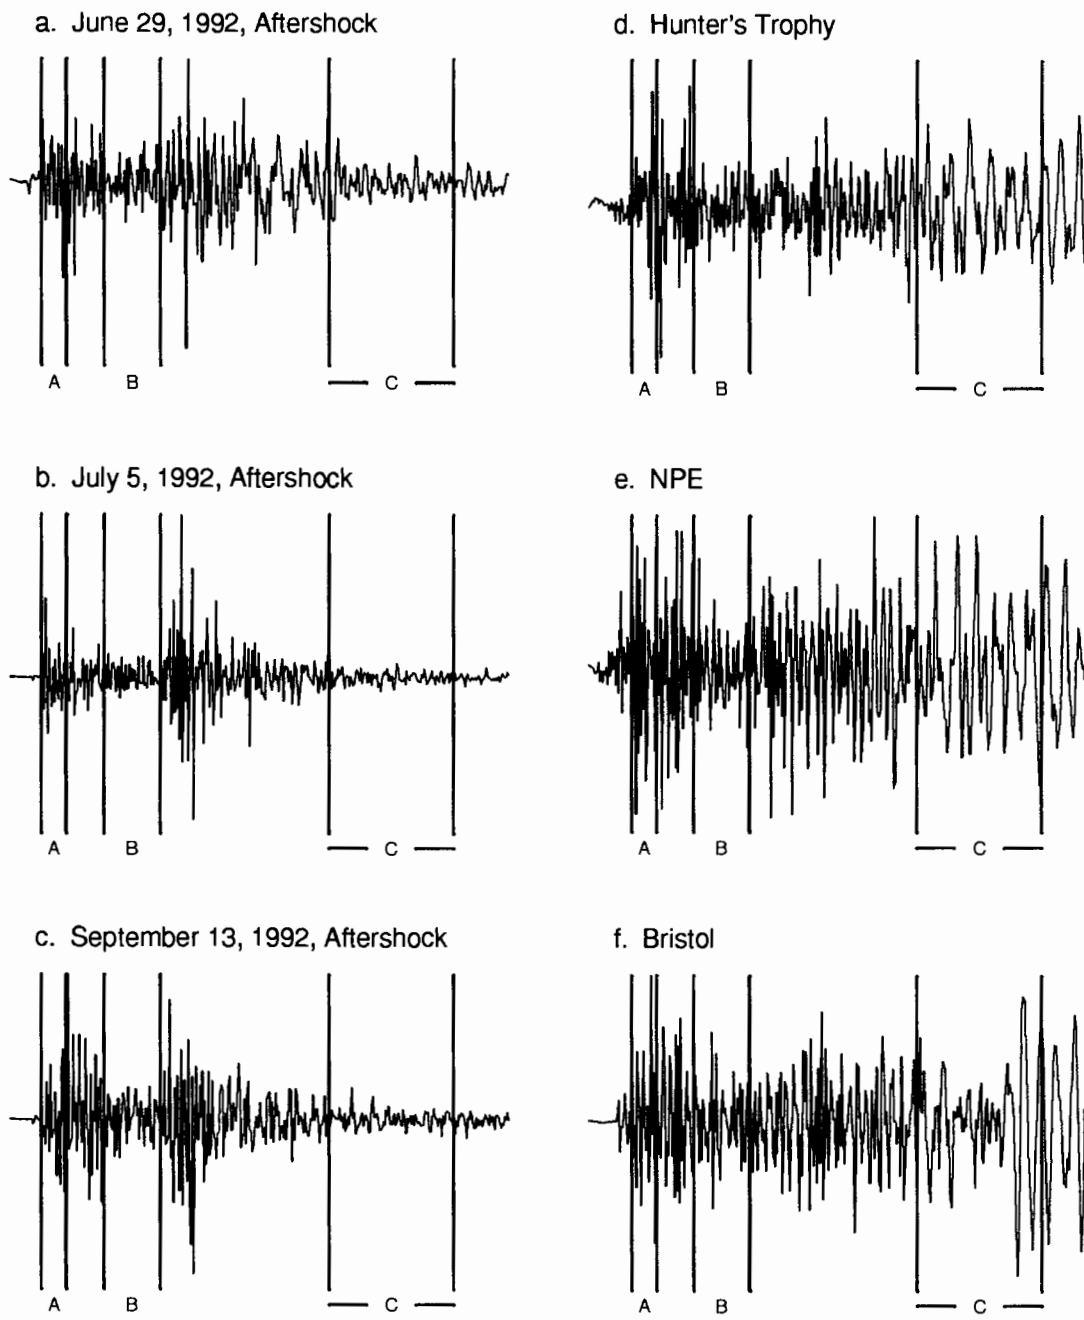 a. June 29, 1992, Aftershock
A B C
b. July 5, 1992, Aftershock
A B C
c. September 13, 1992, Aftershock
A B C
d. Hunter's Trophy
A B C
e. NPE
A B C
f. Bristol
A B C